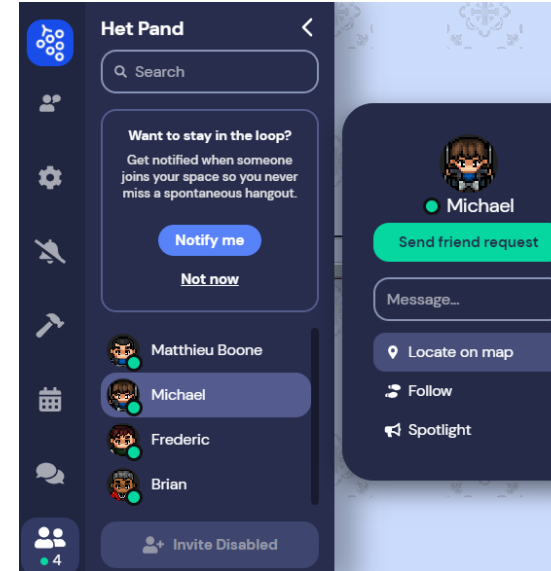 Het Pand
Search
Want to stay in the loop?
Get notified when someone
joins your space so you never
miss a spontaneous hangout.
Notify me
Not now
Matthieu Boone
Michael
Frederic
Brian
Invite Disabled
4
Michael
Send friend request
Message...
Locate on map
Follow
Spotlight